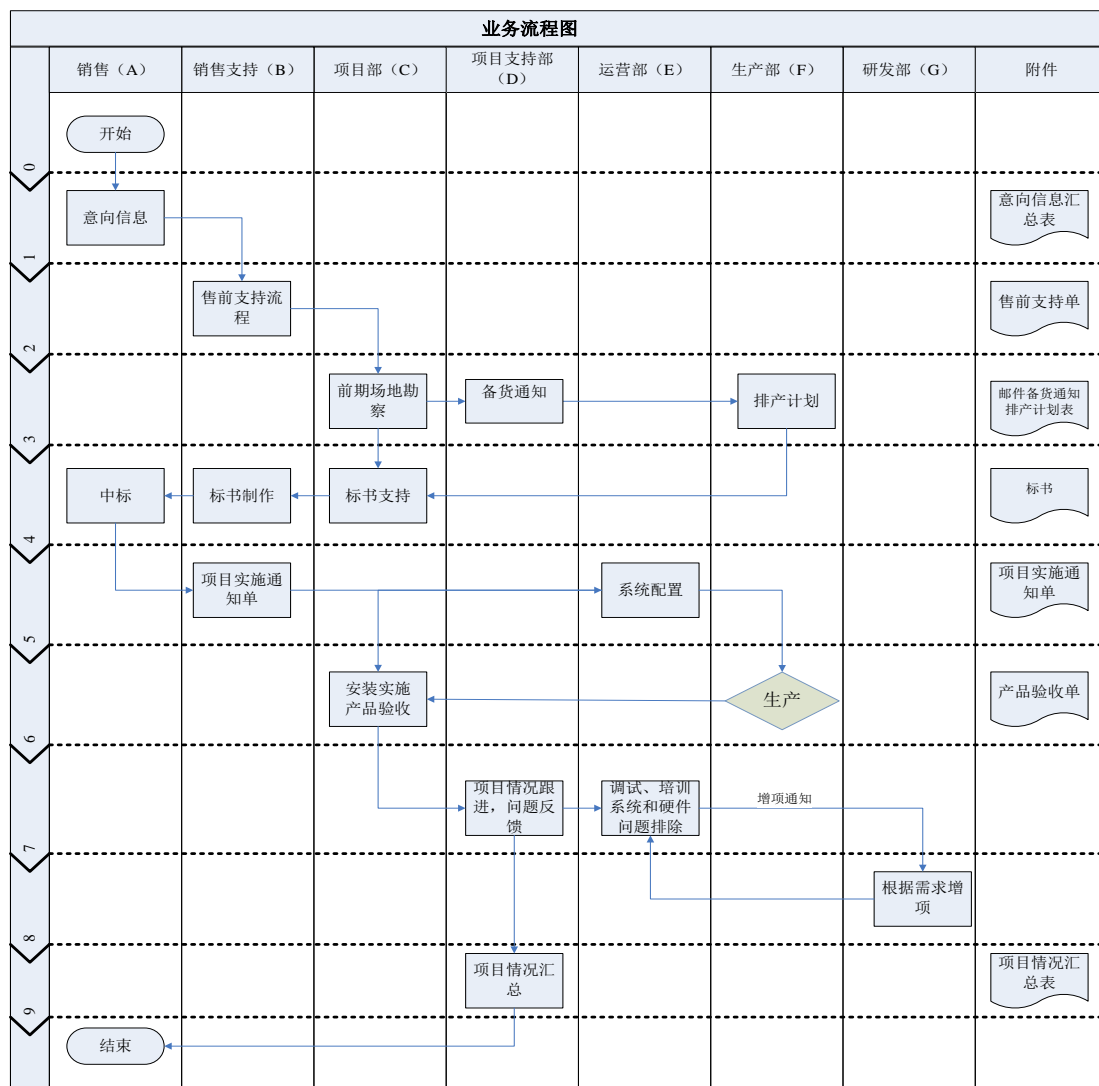 业务流程图
销售（A）
销售支持（B）
项目部（C）
项目支持部
（D）
运营部（E）
生产部（F）
研发部（G）
附件
0
开始
1
意向信息
意向信息汇
总表
2
售前支持流
程
售前支持单
3
前期场地勘
察
备货通知
排产计划
邮件备货通知
排产计划表
4
中标
标书制作
标书支持
标书
5
项目实施通
知单
系统配置
项目实施通
知单
6
安装实施
产品验收
生产
产品验收单
7
项目情况跟
进，问题反
馈
调试、培训
系统和硬件
问题排除
增项通知
8
根据需求增
项
9
项目情况汇
总
项目情况汇
总表
结束